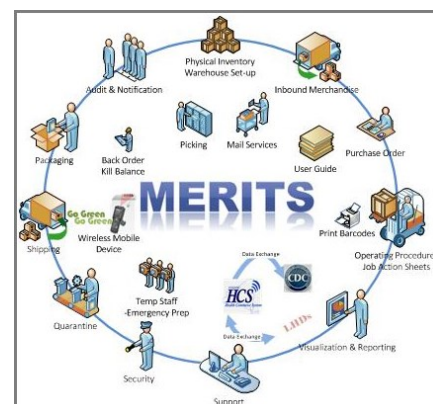 Physical Inventory
Warehouse Set-up
Audit & Notification
Inbound Merchandise
Picking
Mail Services
Packaging
Back Order
Kill Balance
User Guide
Purchase Order
MERITS
Go Green
Go Green
Shipping
Wireless Mobile
Device
Print Barcodes
Operating Procedure
Job Action Sheets
Data Exchange
CDC
HCS
Temp Staff
-Emergency Prep
LHDs
Data Exchange
Quarantine
Visualization & Reporting
Security
Support